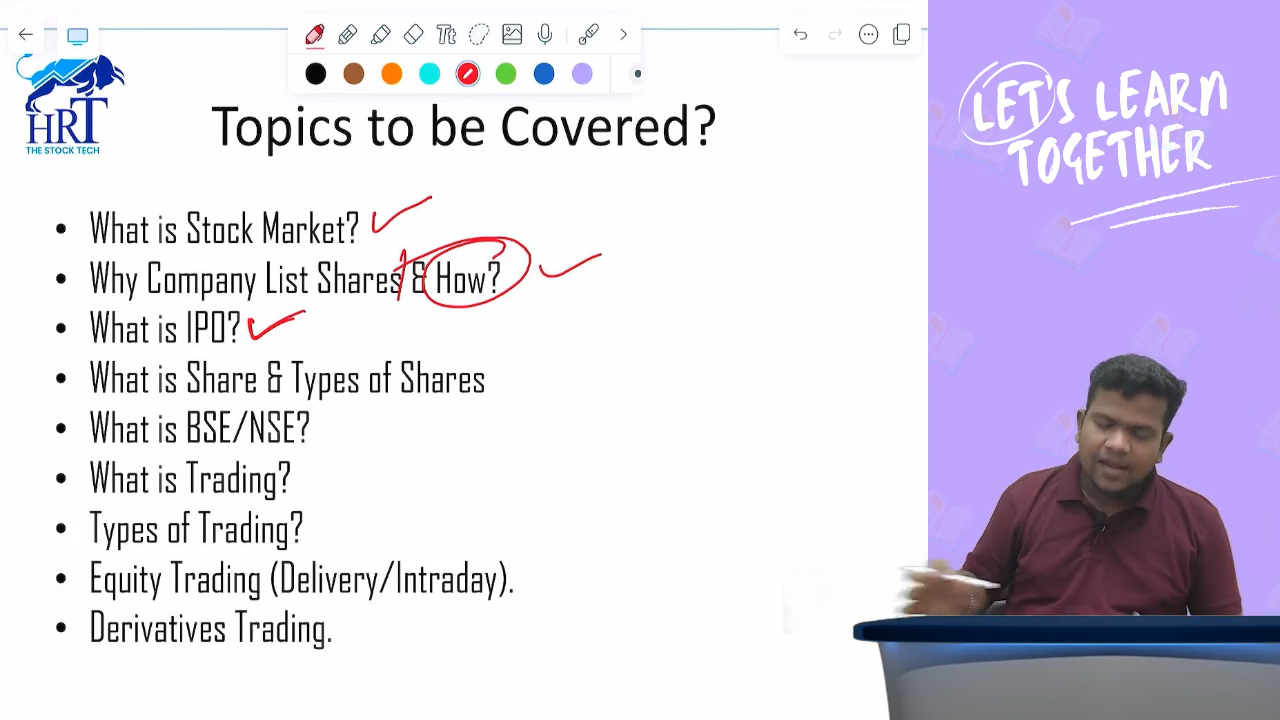 Tt
HRT
THE STOCK TECH
Topics to be Covered?
• What is Stock Market?
• Why Company List Shares & How?
• What is IPO?
• What is Share & Types of Shares
• What is BSE/NSE?
• What is Trading?
• Types of Trading?
• Equity Trading (Delivery/Intraday).
• Derivatives Trading.
LET'S LEARN
TOGETHER